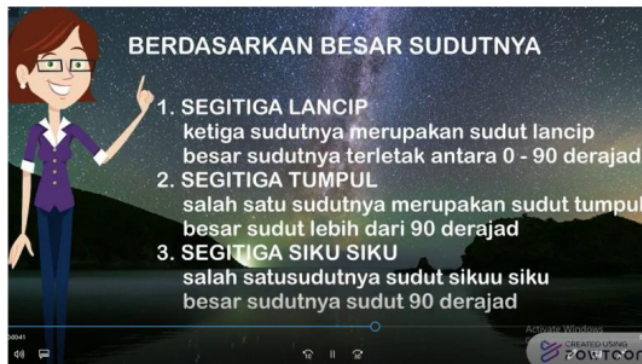 BERDASARKAN BESAR SUDUTNYA
1. SEGITIGA LANCIP
ketiga sudutnya merupakan sudut lancip
besar sudutnya terletak antara 0 - 90 derajad
2. SEGITIGA TUMPUL
salah satu sudutnya merupakan sudut tumpul
besar sudut lebih dari 90 derajad
3. SEGITIGA SIKU SIKU
salah satusudutnya sudut sikuu siku
besar sudutnya sudut 90 derajad
Activate Windows
CREATED USING
POWTOON